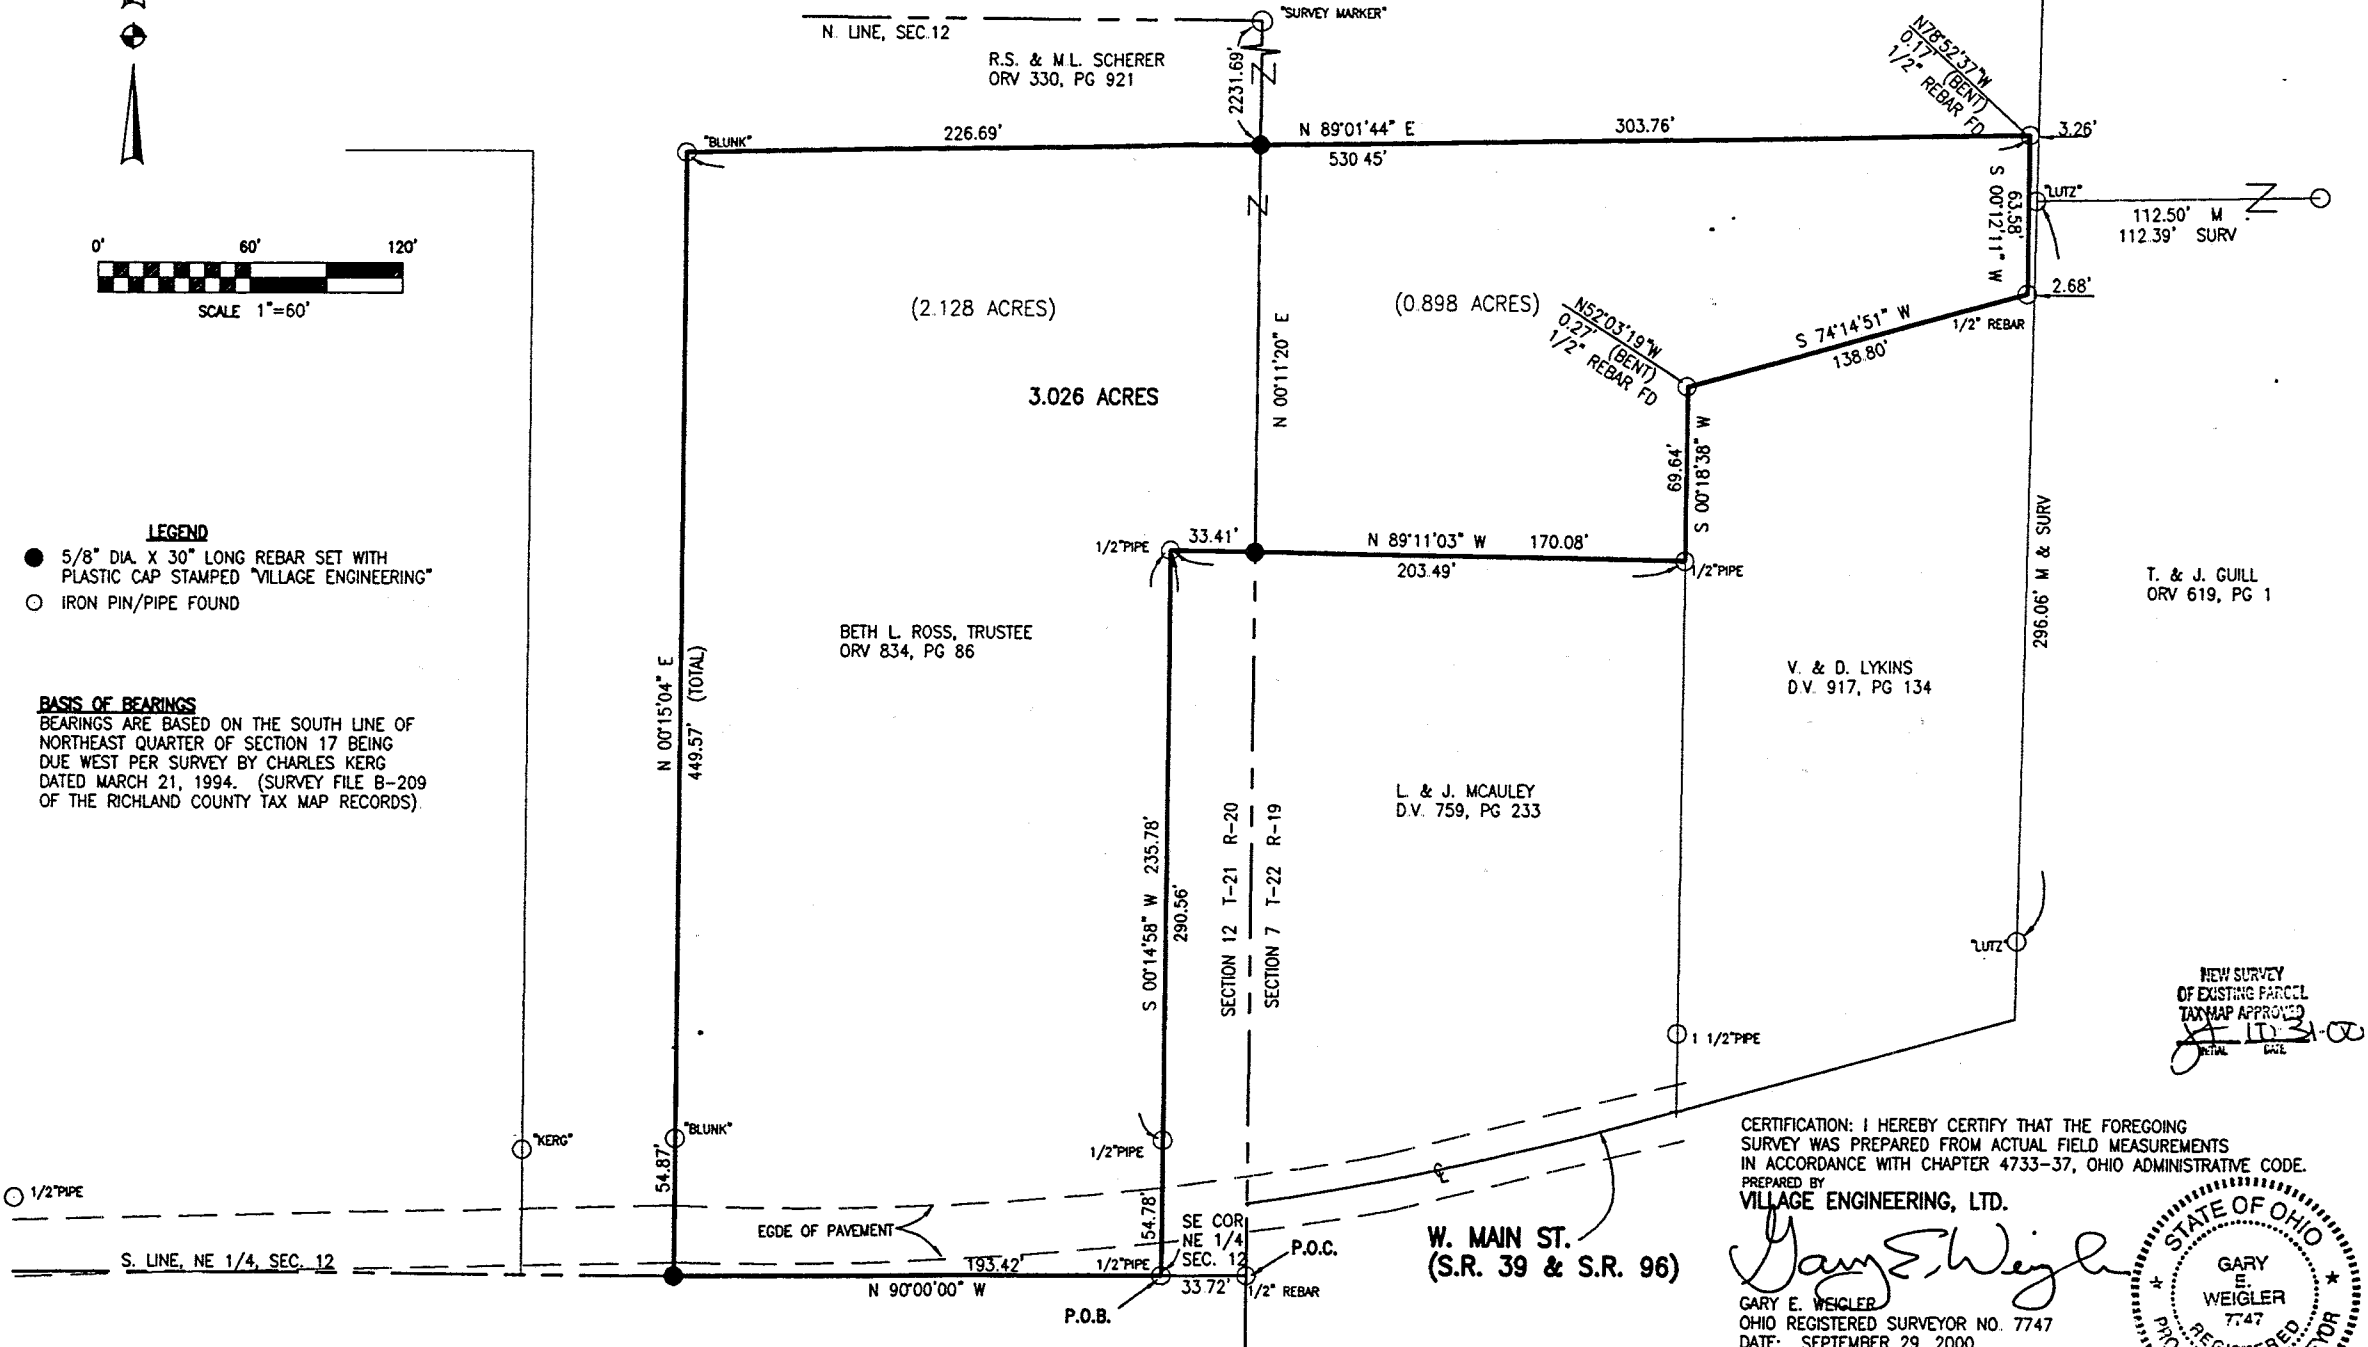 "SURVEY MARKER"
N. LINE, SEC.12
R.S. & M.L. SCHERER
ORV 330, PG 921
2231.69'
N78°52'37"W
0.17' (BENT)
1/2" REBAR FD
"BLUNK"
226.69'
N 89°01'44" E
303.76'
530.45'
3.26'
"LUTZ"
112.50' M
112.39' SURV
S 00°12'11" W
63.58'
2.68'
1/2" REBAR
0' 60' 120'
SCALE 1"=60'
(2.128 ACRES)
(0.898 ACRES)
N 00°11'20" E
N52°03'19"W
0.27' (BENT)
1/2" REBAR FD
S 74°14'51" W
138.80'
3.026 ACRES
69.64'
S 00°18'38" W
LEGEND
5/8" DIA. X 30" LONG REBAR SET WITH
PLASTIC CAP STAMPED "VILLAGE ENGINEERING"
IRON PIN/PIPE FOUND
1/2"PIPE
33.41'
N 89°11'03" W
170.08'
203.49'
1/2"PIPE
296.06' M & SURV
T. & J. GUILL
ORV 619, PG 1
BETH L. ROSS, TRUSTEE
ORV 834, PG 86
N 00°15'04" E
449.57' (TOTAL)
V. & D. LYKINS
D.V. 917, PG 134
BASIS OF BEARINGS
BEARINGS ARE BASED ON THE SOUTH LINE OF
NORTHEAST QUARTER OF SECTION 17 BEING
DUE WEST PER SURVEY BY CHARLES KERG
DATED MARCH 21, 1994. (SURVEY FILE B-209
OF THE RICHLAND COUNTY TAX MAP RECORDS).
L. & J. MCAULEY
D.V. 759, PG 233
S 00°14'58" W 235.78'
290.56'
SECTION 12 T-21 R-20
SECTION 7 T-22 R-19
"LUTZ"
NEW SURVEY
OF EXISTING PARCEL
TAX MAP APPROVED
10-31-00
INITIAL DATE
1 1/2"PIPE
"KERG"
"BLUNK"
54.87'
1/2"PIPE
54.78'
1/2"PIPE
EGDE OF PAVEMENT
SE COR
NE 1/4
SEC. 12
P.O.C.
S. LINE, NE 1/4, SEC. 12
193.42'
N 90°00'00" W
1/2"PIPE
33.72'
1/2" REBAR
P.O.B.
W. MAIN ST.
(S.R. 39 & S.R. 96)
CERTIFICATION: I HEREBY CERTIFY THAT THE FOREGOING
SURVEY WAS PREPARED FROM ACTUAL FIELD MEASUREMENTS
IN ACCORDANCE WITH CHAPTER 4733-37, OHIO ADMINISTRATIVE CODE.
PREPARED BY
VILLAGE ENGINEERING, LTD.
Gary E. Weigler
GARY E. WEIGLER
OHIO REGISTERED SURVEYOR NO. 7747
DATE: SEPTEMBER 29, 2000
STATE OF OHIO
GARY
E.
WEIGLER
7747
REGISTERED